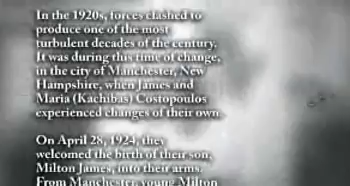 In the 1920s, forces clashed to
produce one of the most
turbulent decades of the century.
It was during this time of change,
in the city of Manchester, New
Hampshire, when James and
Maria (Kachibas) Costopoulos
experienced changes of their own
On April 28, 1924, they
welcomed the birth of their son,
Milton James, into their arms.
From Manchester, young Milton